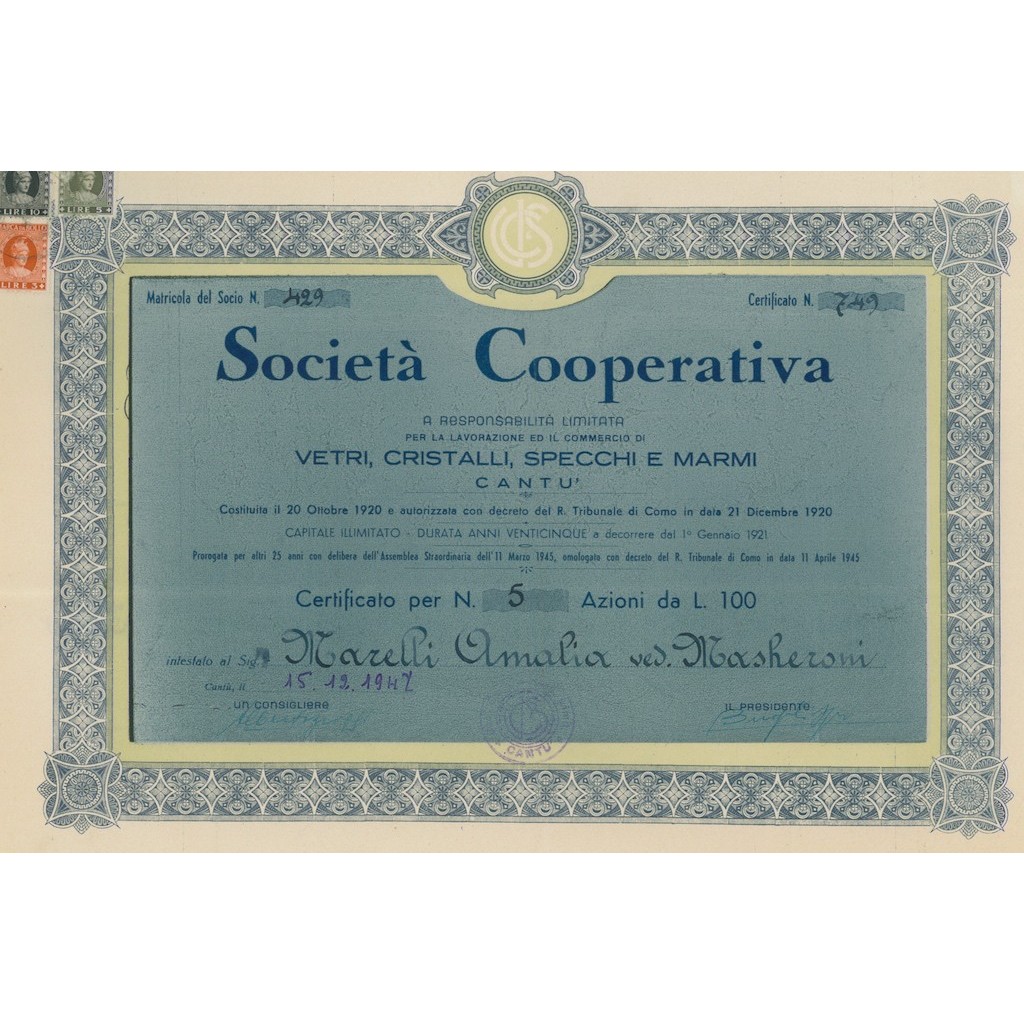 LIRE 10
LIRE 5
MARCA DA BOLLO
LIRE 3
Matricola del Socio N. 429
Certificato N. 749
Società Cooperativa
A RESPONSABILITÀ LIMITATA
PER LA LAVORAZIONE ED IL COMMERCIO DI
VETRI, CRISTALLI, SPECCHI E MARMI
CANTU'
Costituita il 20 Ottobre 1920 e autorizzata con decreto del R. Tribunale di Como in data 21 Dicembre 1920
CAPITALE ILLIMITATO - DURATA ANNI VENTICINQUE a decorrere dal 1° Gennaio 1921
Prorogata per altri 25 anni con delibera dell'Assemblea Straordinaria dell'11 Marzo 1945, omologata con decreto del R. Tribunale di Como in data 11 Aprile 1945
Certificato per N. 5 Azioni da L. 100
intestato al Sig. Marelli Amalia ved. Masheroni
Cantù, il 15.12.1947
UN CONSIGLIERE
IL PRESIDENTE
CANTU